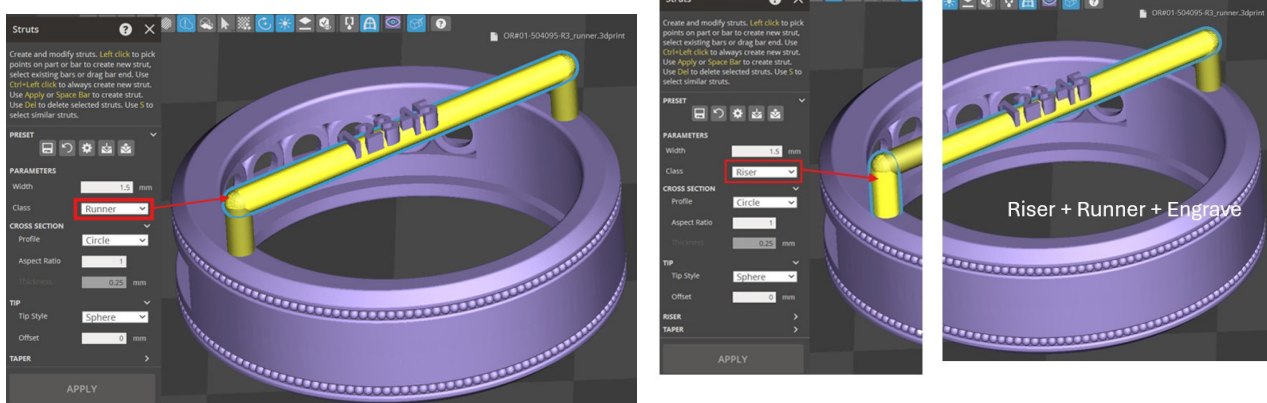 Struts
?
OR#01-504095-R3_runner.3dprint
Create and modify struts. Left click to pick
points on part or bar to create new strut,
select existing bars or drag bar end. Use
Ctrl+Left click to always create new strut.
Use Apply or Space Bar to create strut.
Use Del to delete selected struts. Use S to
select similar struts.
PRESET
PARAMETERS
Width 1.5 mm
Class Runner
CROSS SECTION
Profile Circle
Aspect Ratio 1
Thickness 0.25 mm
TIP
Tip Style Sphere
Offset 0 mm
TAPER
APPLY
Struts
Create and modify struts. Left click to pick
points on part or bar to create new strut,
select existing bars or drag bar end. Use
Ctrl+Left click to always create new strut.
Use Apply or Space Bar to create strut.
Use Del to delete selected struts. Use S to
select similar struts.
PRESET
PARAMETERS
Width 1.5 mm
Class Riser
CROSS SECTION
Profile Circle
Aspect Ratio 1
Thickness 0.25 mm
TIP
Tip Style Sphere
Offset 0 mm
RISER
TAPER
APPLY
OR#01-504095-R3_runner.3dprint
Riser + Runner + Engrave